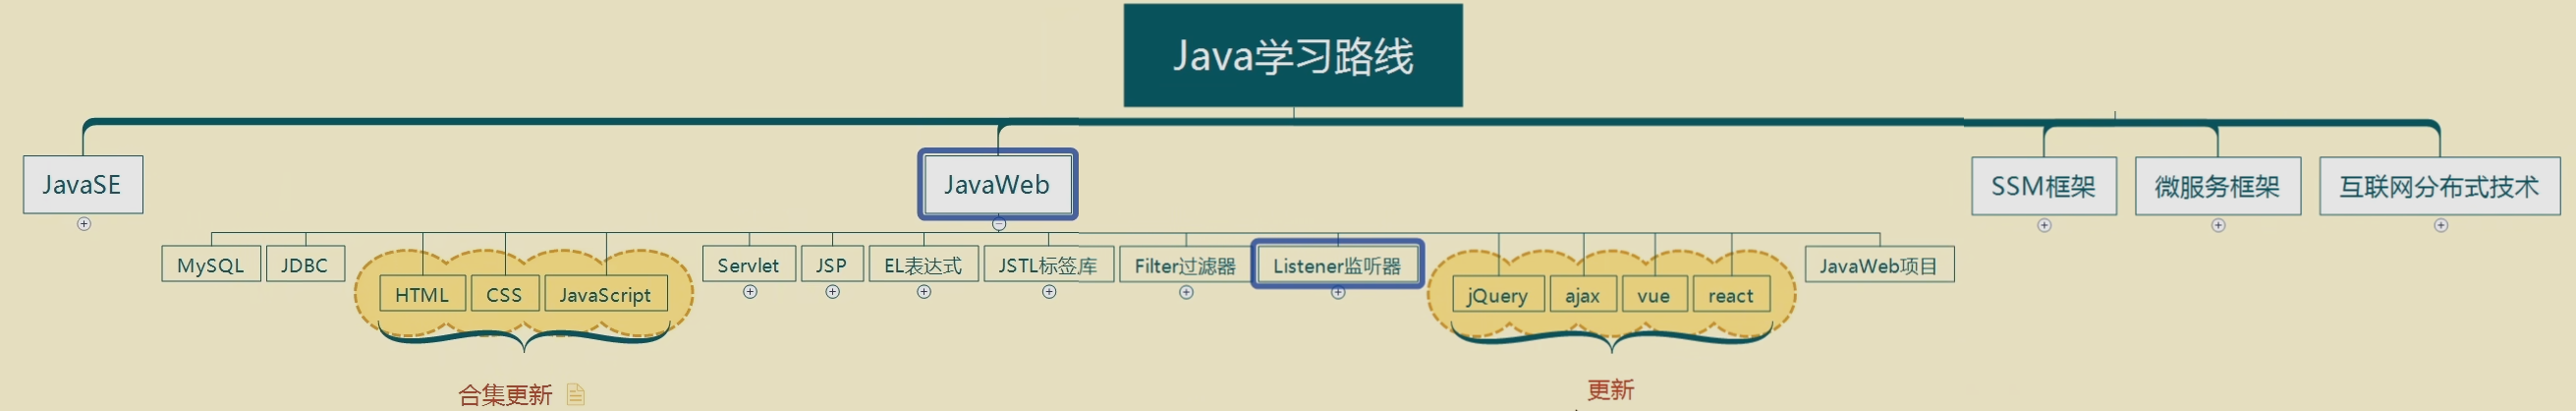 Java学习路线
JavaSE
JavaWeb
SSM框架
微服务框架
互联网分布式技术
MySQL
JDBC
HTML
CSS
JavaScript
Servlet
JSP
EL表达式
JSTL标签库
Filter过滤器
Listener监听器
jQuery
ajax
vue
react
JavaWeb项目
合集更新
更新